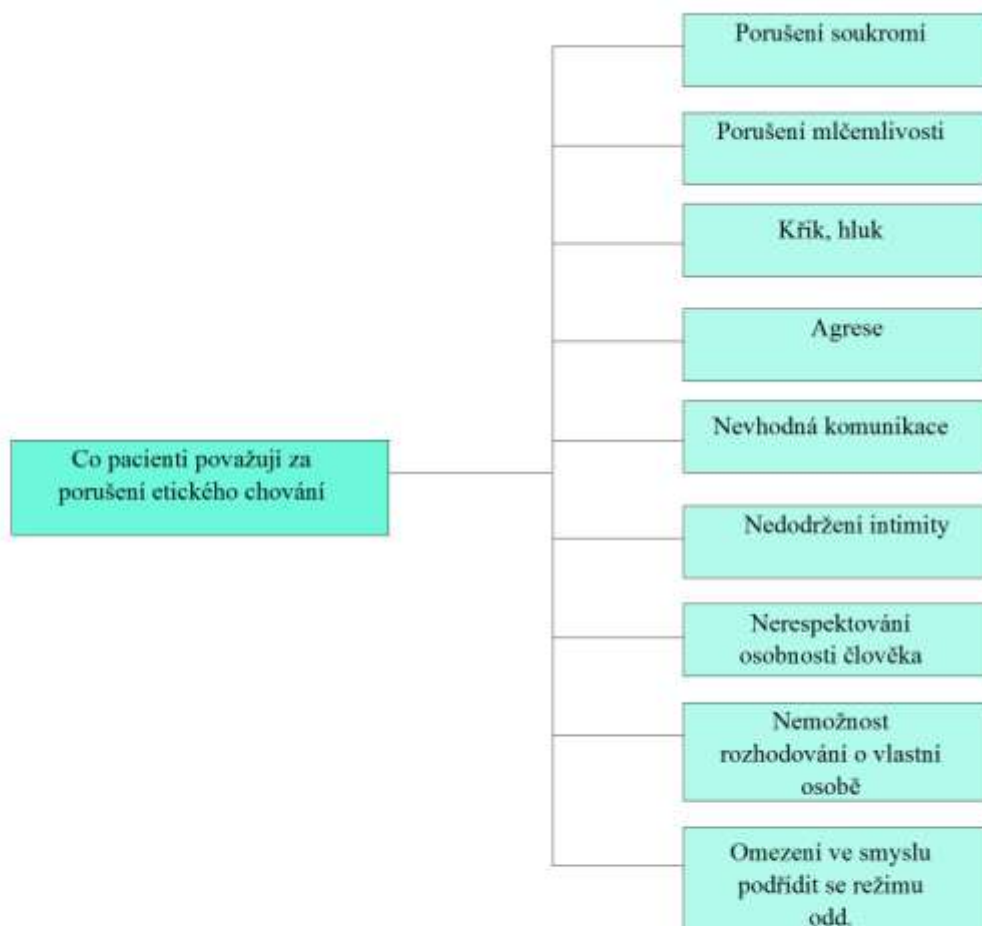 Porušení soukromí
Porušení mlčemlivosti
Křik, hluk
Agrese
Nevhodná komunikace
Co pacienti považují za
porušení etického chování
Nedodržení intimity
Nerespektování
osobnosti člověka
Nemožnost
rozhodování o vlastní
osobě
Omezení ve smyslu
podřídit se režimu
odd.